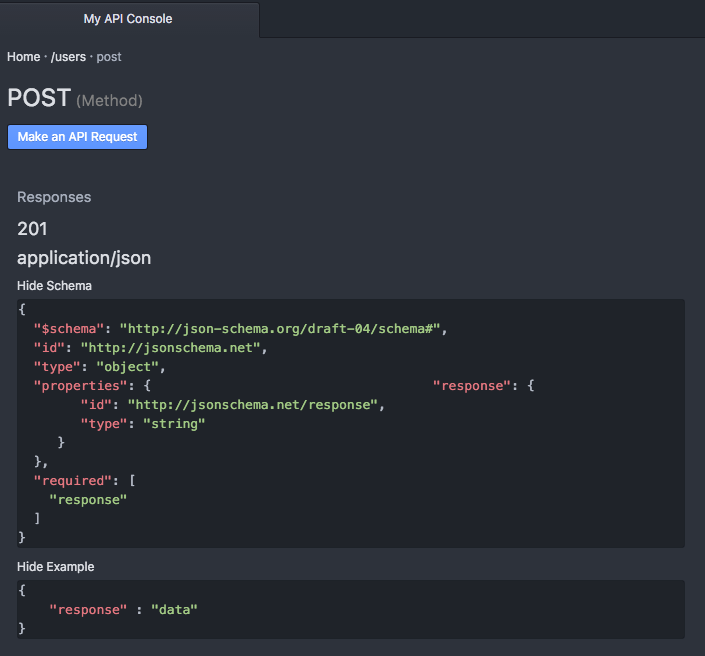 My API Console
Home · /users · post
POST (Method)
Make an API Request
Responses
201
application/json
Hide Schema
{
  "$schema": "http://json-schema.org/draft-04/schema#",
  "id": "http://jsonschema.net",
  "type": "object",
  "properties": {                                    "response": {
        "id": "http://jsonschema.net/response",
        "type": "string"
     }
  },
  "required": [
    "response"
  ]
}
Hide Example
{
    "response" : "data"
}